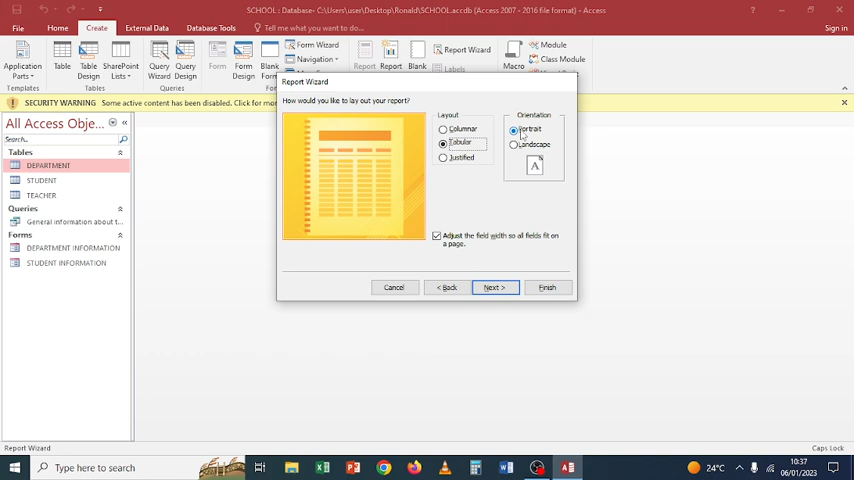 SCHOOL : Database- C:\Users\user\Desktop\Ronald\SCHOOL.accdb (Access 2007 - 2016 file format) - Access
File Home Create External Data Database Tools Tell me what you want to do... Sign in
Application Parts Table Table Design SharePoint Lists Query Wizard Query Design Form Form Design Blank Form Wizard Navigation Report Report Blank Report Wizard Labels Macro Module Class Module
Templates Tables Queries
SECURITY WARNING Some active content has been disabled. Click for mor
Report Wizard
How would you like to lay out your report?
Layout Orientation
Columnar Portrait
Tabular Landscape
Justified
A
Adjust the field width so all fields fit on
a page.
Cancel < Back Next > Finish
All Access Obje...
Search...
Tables
DEPARTMENT
STUDENT
TEACHER
Queries
General information about t...
Forms
DEPARTMENT INFORMATION
STUDENT INFORMATION
Report Wizard Caps Lock
Type here to search 24°C 10:37
06/01/2023